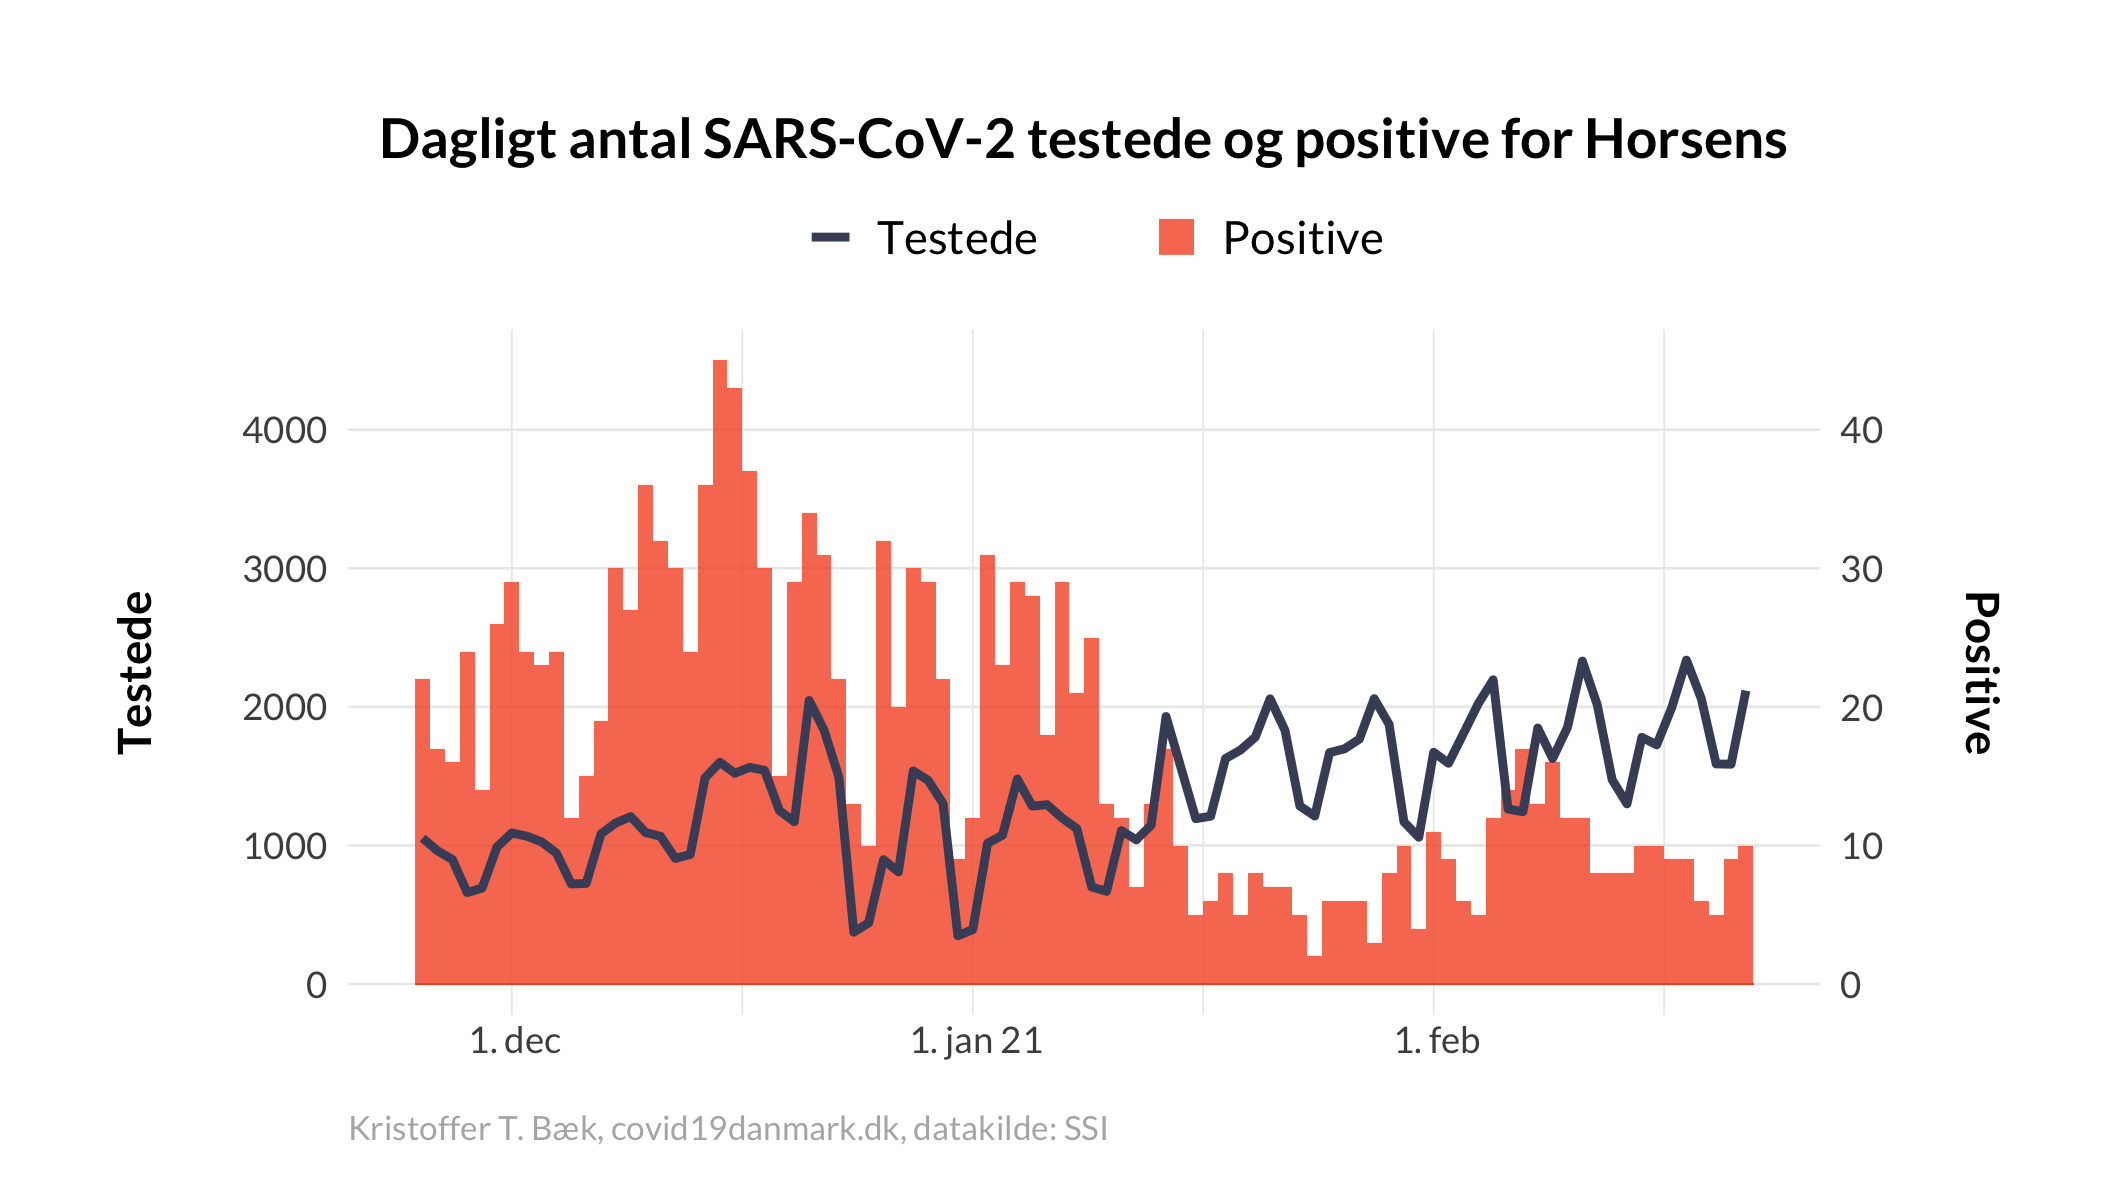 Dagligt antal SARS-CoV-2 testede og positive for Horsens
Testede Positive
4000 40
3000 30
2000 20
1000 10
0 0
Testede
Positive
1. dec 1. jan 21 1. feb
Kristoffer T. Bæk, covid19danmark.dk, datakilde: SSI